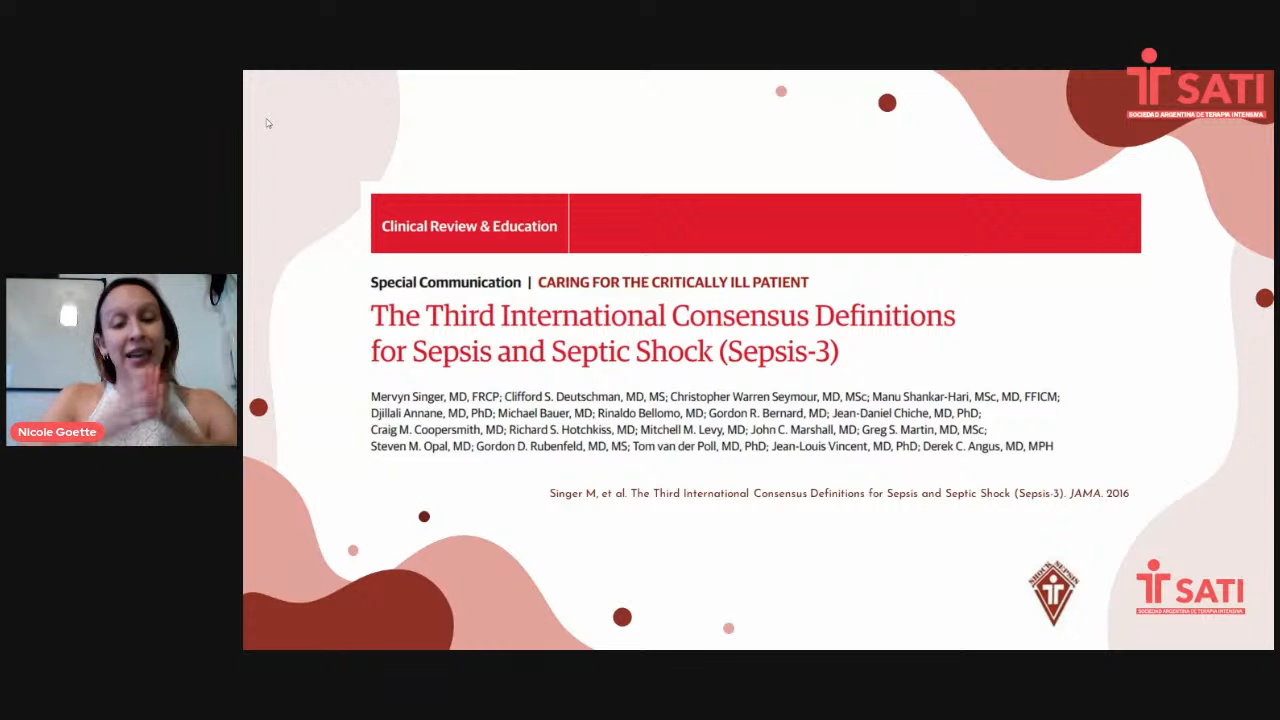 SATI
SOCIEDAD ARGENTINA DE TERAPIA INTENSIVA
Clinical Review & Education
Special Communication | CARING FOR THE CRITICALLY ILL PATIENT
The Third International Consensus Definitions
for Sepsis and Septic Shock (Sepsis-3)
Mervyn Singer, MD, FRCP; Clifford S. Deutschman, MD, MS; Christopher Warren Seymour, MD, MSc; Manu Shankar-Hari, MSc, MD, FFICM;
Djillali Annane, MD, PhD; Michael Bauer, MD; Rinaldo Bellomo, MD; Gordon R. Bernard, MD; Jean-Daniel Chiche, MD, PhD;
Craig M. Coopersmith, MD; Richard S. Hotchkiss, MD; Mitchell M. Levy, MD; John C. Marshall, MD; Greg S. Martin, MD, MSc;
Steven M. Opal, MD; Gordon D. Rubenfeld, MD, MS; Tom van der Poll, MD, PhD; Jean-Louis Vincent, MD, PhD; Derek C. Angus, MD, MPH
Nicole Goette
Singer M, et al. The Third International Consensus Definitions for Sepsis and Septic Shock (Sepsis-3). JAMA. 2016
SHOCK SEPSIS
SATI
SOCIEDAD ARGENTINA DE TERAPIA INTENSIVA